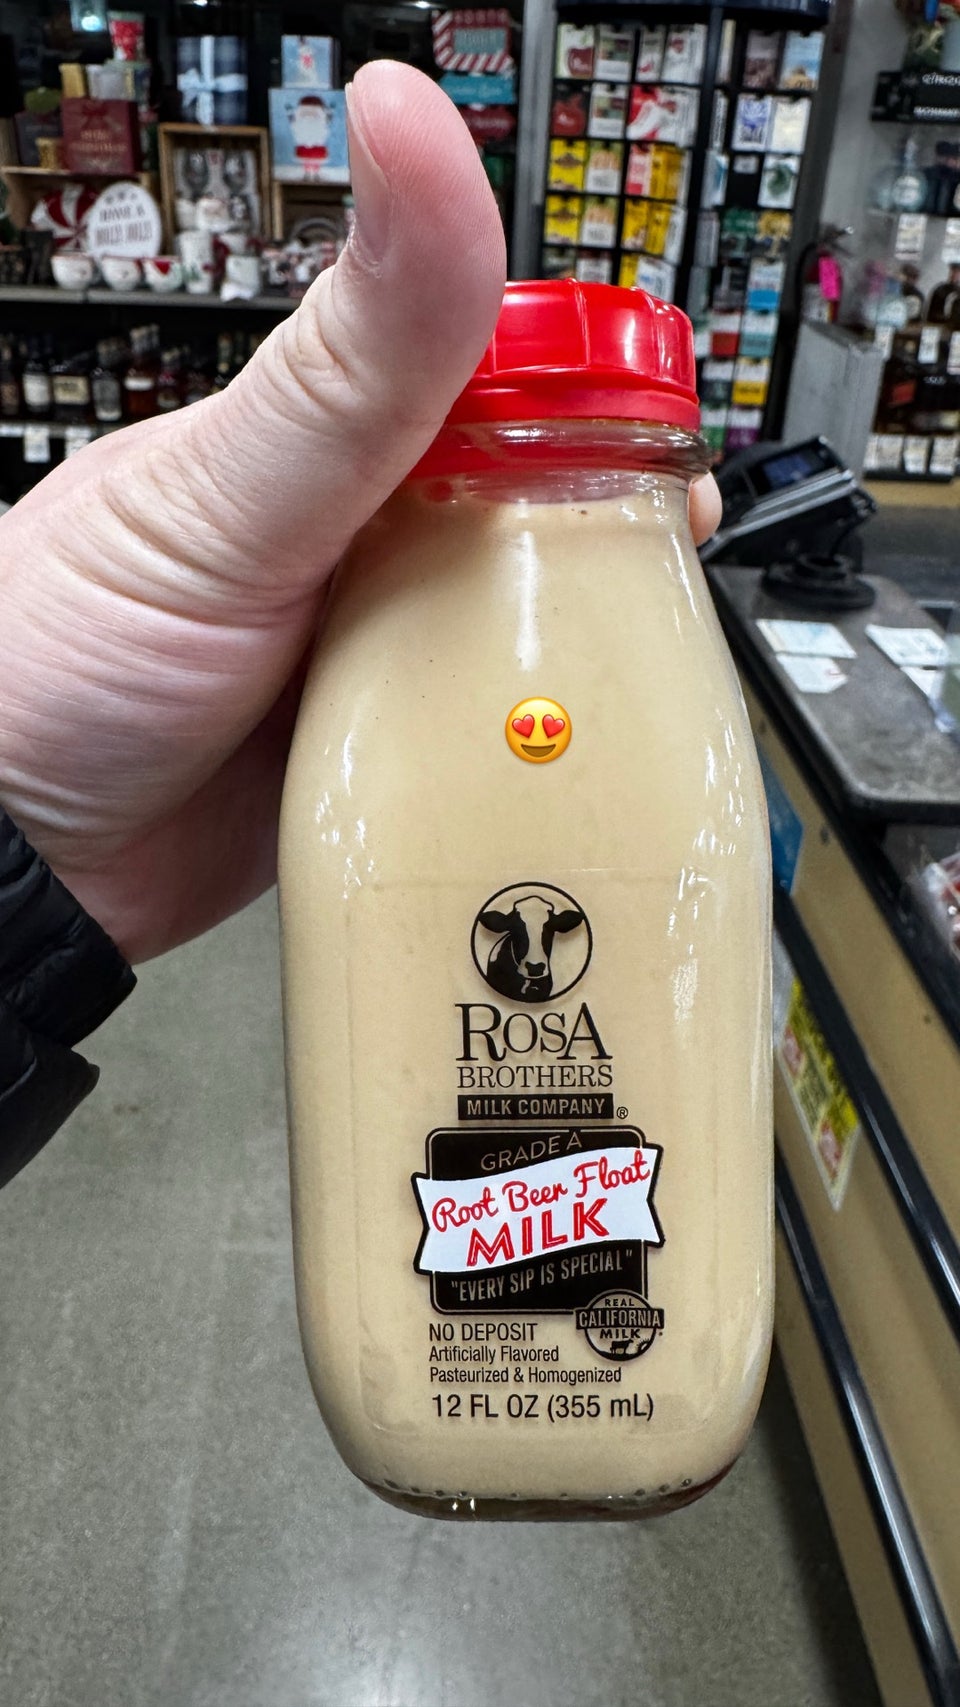 ROSA
BROTHERS
MILK COMPANY ®
GRADE A
Root Beer Float
MILK
"EVERY SIP IS SPECIAL"
REAL
CALIFORNIA
MILK
NO DEPOSIT
Artificially Flavored
Pasteurized & Homogenized
12 FL OZ (355 mL)